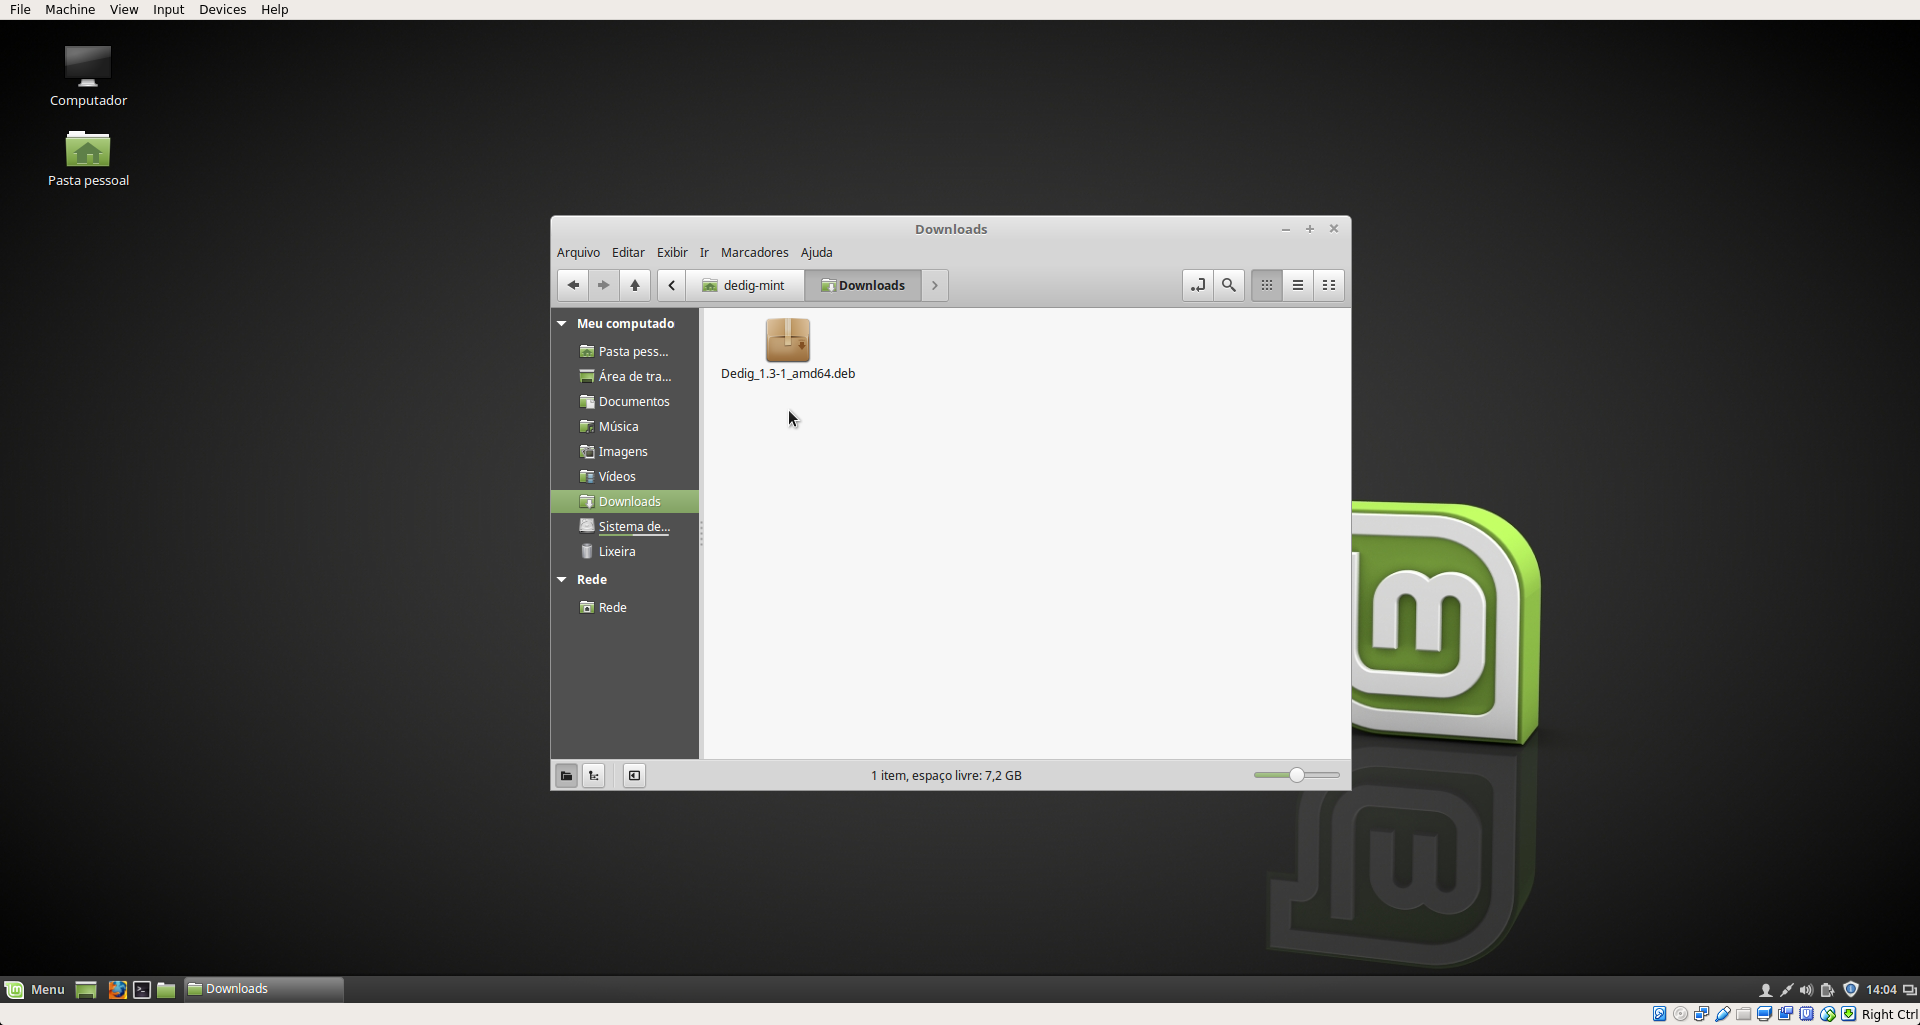 File Machine View Input Devices Help
Computador
Pasta pessoal
Downloads
Arquivo Editar Exibir Ir Marcadores Ajuda
dedig-mint Downloads
Meu computado
Pasta pess...
Área de tra...
Documentos
Música
Imagens
Vídeos
Downloads
Sistema de...
Lixeira
Rede
Rede
Dedig_1.3-1_amd64.deb
1 item, espaço livre: 7,2 GB
Menu Downloads 14:04
Right Ctrl